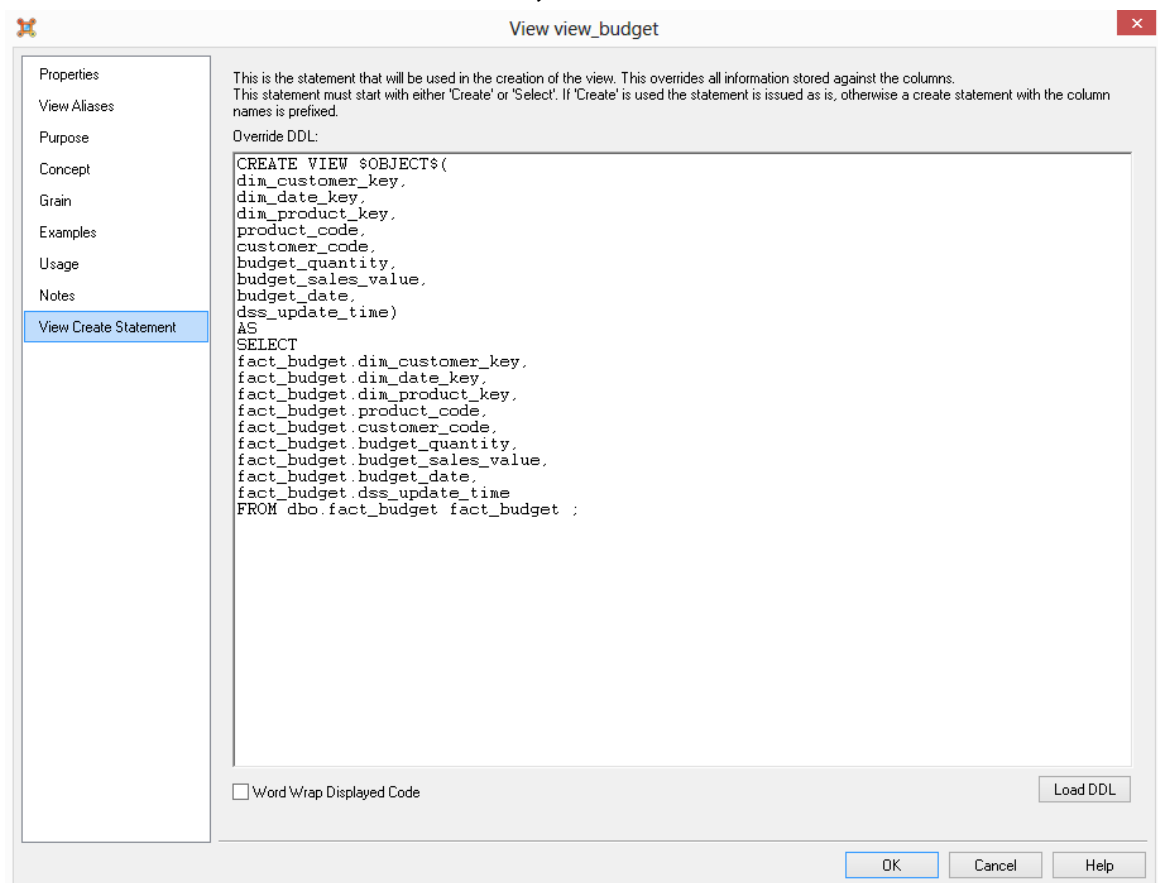 View view_budget
Properties
View Aliases
Purpose
Concept
Grain
Examples
Usage
Notes
View Create Statement
This is the statement that will be used in the creation of the view. This overrides all information stored against the columns.
This statement must start with either 'Create' or 'Select'. If 'Create' is used the statement is issued as is, otherwise a create statement with the column
names is prefixed.
Override DDL:
CREATE VIEW $OBJECT$(
dim_customer_key,
dim_date_key,
dim_product_key,
product_code,
customer_code,
budget_quantity,
budget_sales_value,
budget_date,
dss_update_time)
AS
SELECT
fact_budget.dim_customer_key,
fact_budget.dim_date_key,
fact_budget.dim_product_key,
fact_budget.product_code,
fact_budget.customer_code,
fact_budget.budget_quantity,
fact_budget.budget_sales_value,
fact_budget.budget_date,
fact_budget.dss_update_time
FROM dbo.fact_budget fact_budget ;
Word Wrap Displayed Code
Load DDL
OK
Cancel
Help